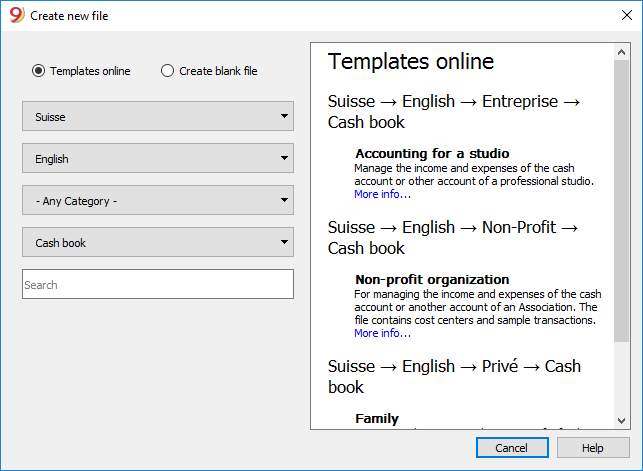 Create new file
Templates online
Create blank file
Suisse
English
- Any Category -
Cash book
Search
Templates online
Suisse → English → Entreprise →
Cash book
Accounting for a studio
Manage the income and expenses of the cash
account or other account of a professional studio.
More info...
Suisse → English → Non-Profit →
Cash book
Non-profit organization
For managing the income and expenses of the cash
account or another account of an Association. The
file contains cost centers and sample transactions.
More info...
Suisse → English → Privé → Cash
book
Family
Cancel
Help